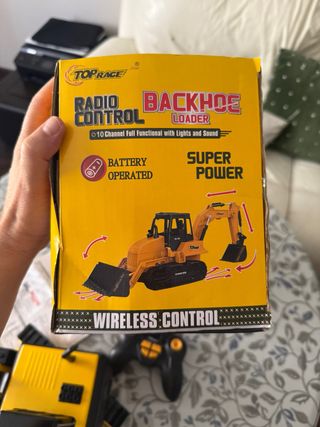 TOP RACE
RADIO CONTROL
BACKHOE
LOADER
10 Channel Full Functional with Lights and Sound
BATTERY
OPERATED
SUPER
POWER
WIRELESS CONTROL